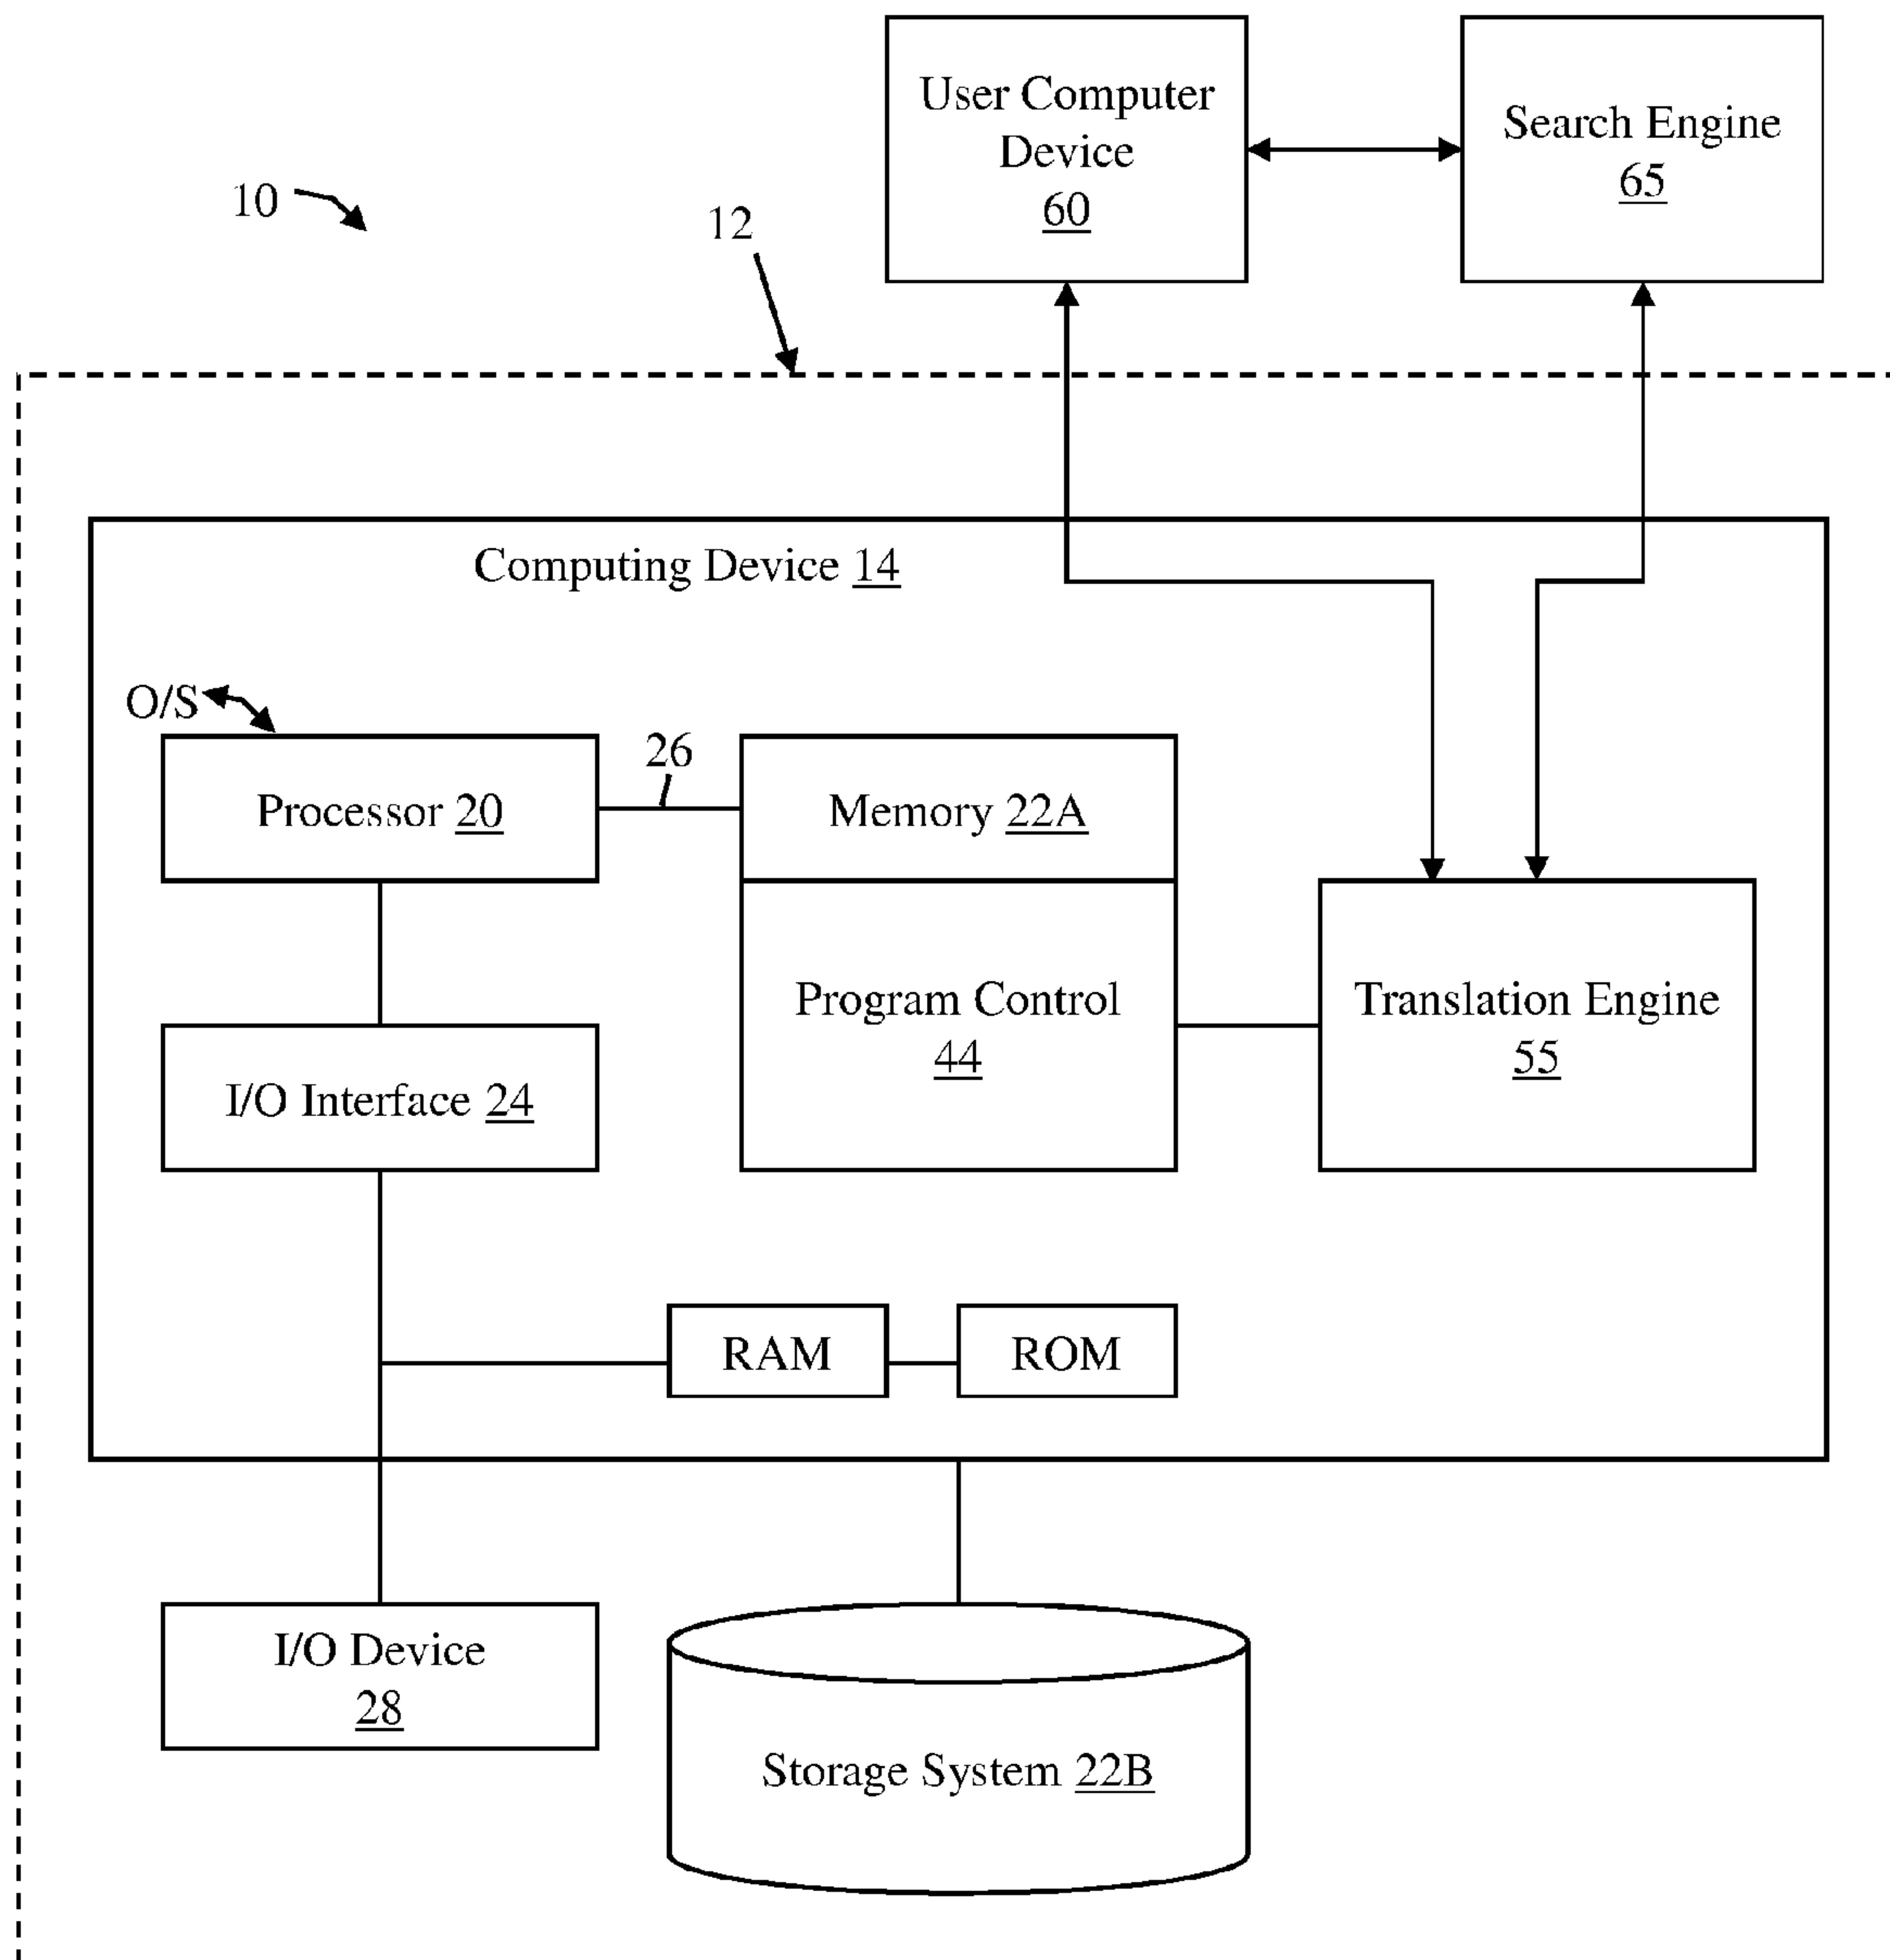 User Computer
Device
60
Search Engine
65
10
12
Computing Device 14
O/S
26
Processor 20
Memory 22A
Program Control
44
Translation Engine
55
I/O Interface 24
RAM
ROM
I/O Device
28
Storage System 22B